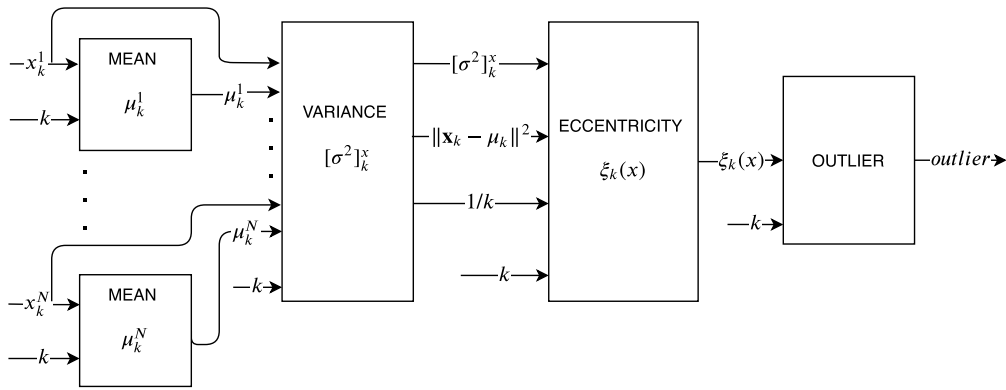 x_k^1
k
MEAN
μ_k^1
μ_k^1
x_k^N
k
MEAN
μ_k^N
μ_k^N
k
VARIANCE
[σ^2]_k^x
[σ^2]_k^x
‖x_k − μ_k‖^2
1/k
k
ECCENTRICITY
ξ_k(x)
ξ_k(x)
k
OUTLIER
outlier